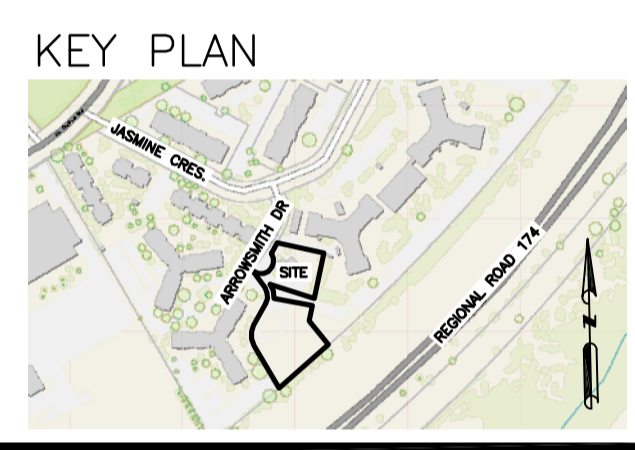 KEY PLAN
JASMINE CRES.
ARROWSMITH DR
SITE
REGIONAL ROAD 174
N